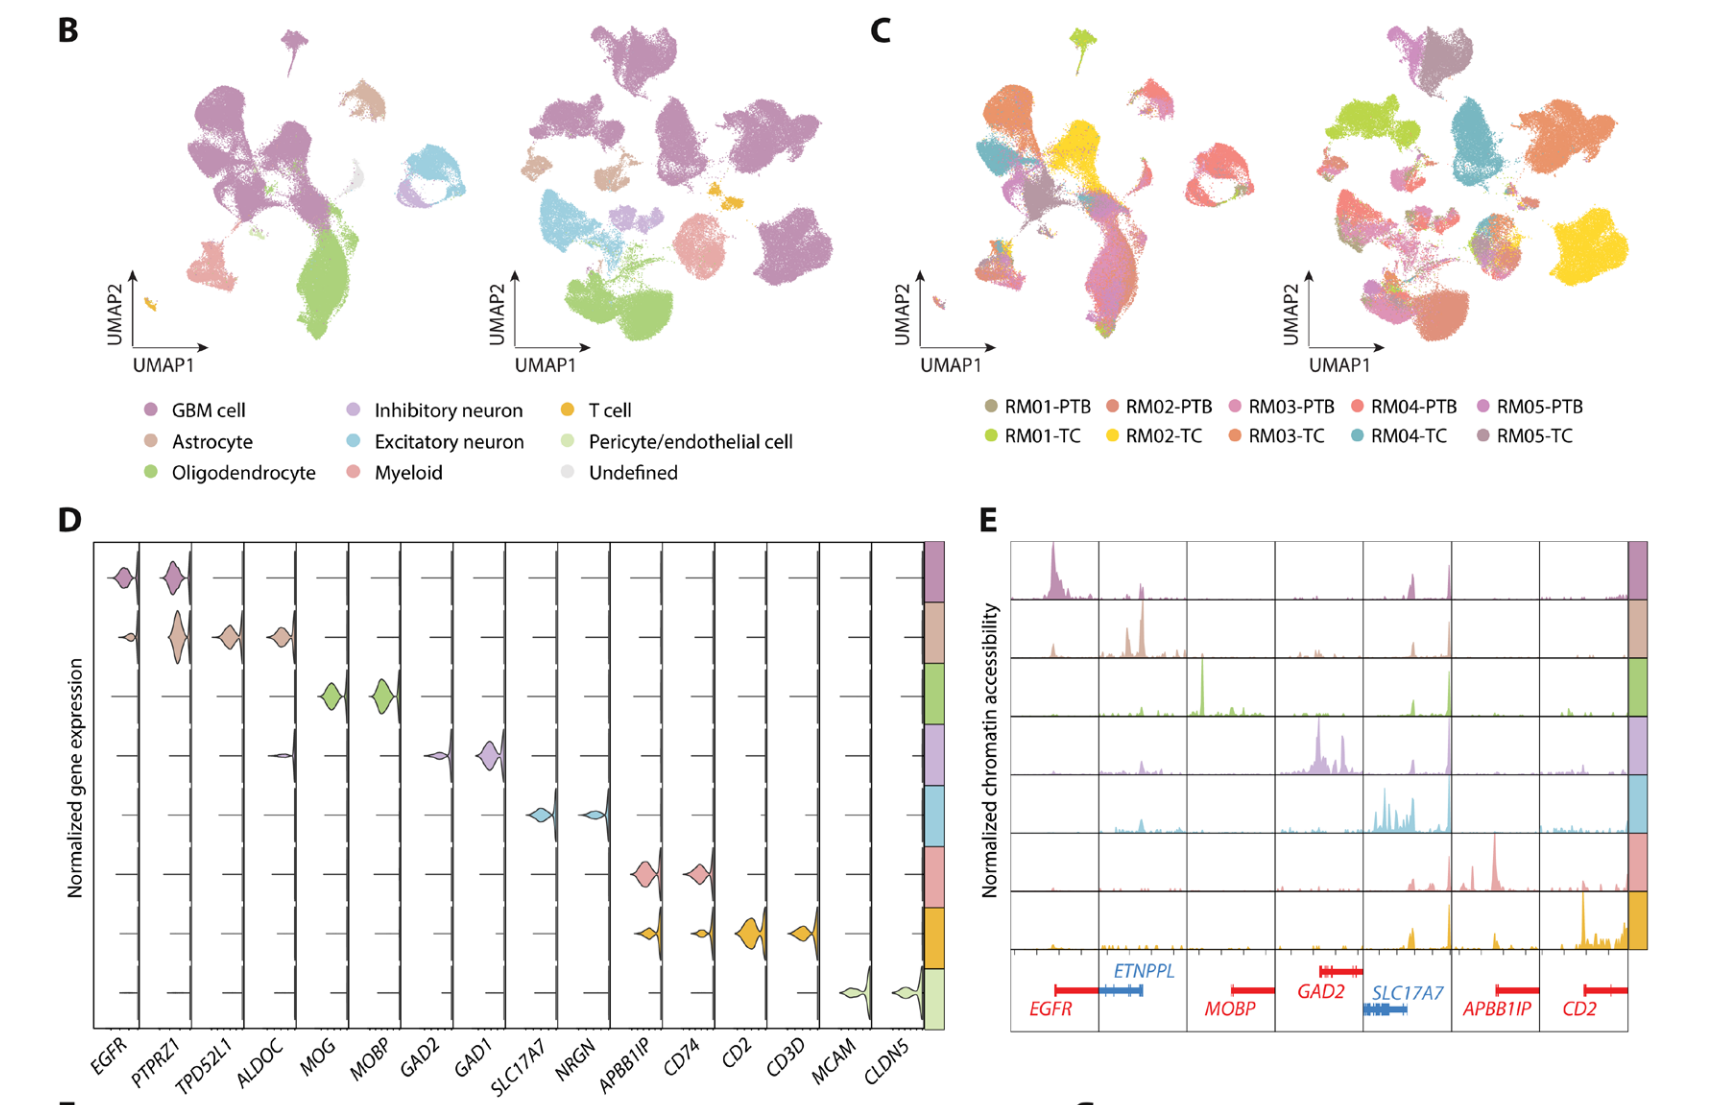 B
C
UMAP2
UMAP1
UMAP2
UMAP1
UMAP2
UMAP1
UMAP2
UMAP1
GBM cell
Inhibitory neuron
T cell
Astrocyte
Excitatory neuron
Pericyte/endothelial cell
Oligodendrocyte
Myeloid
Undefined
RM01-PTB
RM02-PTB
RM03-PTB
RM04-PTB
RM05-PTB
RM01-TC
RM02-TC
RM03-TC
RM04-TC
RM05-TC
D
Normalized gene expression
EGFR
PTPRZ1
TPD52L1
ALDOC
MOG
MOBP
GAD2
GAD1
SLC17A7
NRGN
APBB1IP
CD74
CD2
CD3D
MCAM
CLDN5
E
Normalized chromatin accessibility
ETNPPL
GAD2
SLC17A7
EGFR
MOBP
APBB1IP
CD2